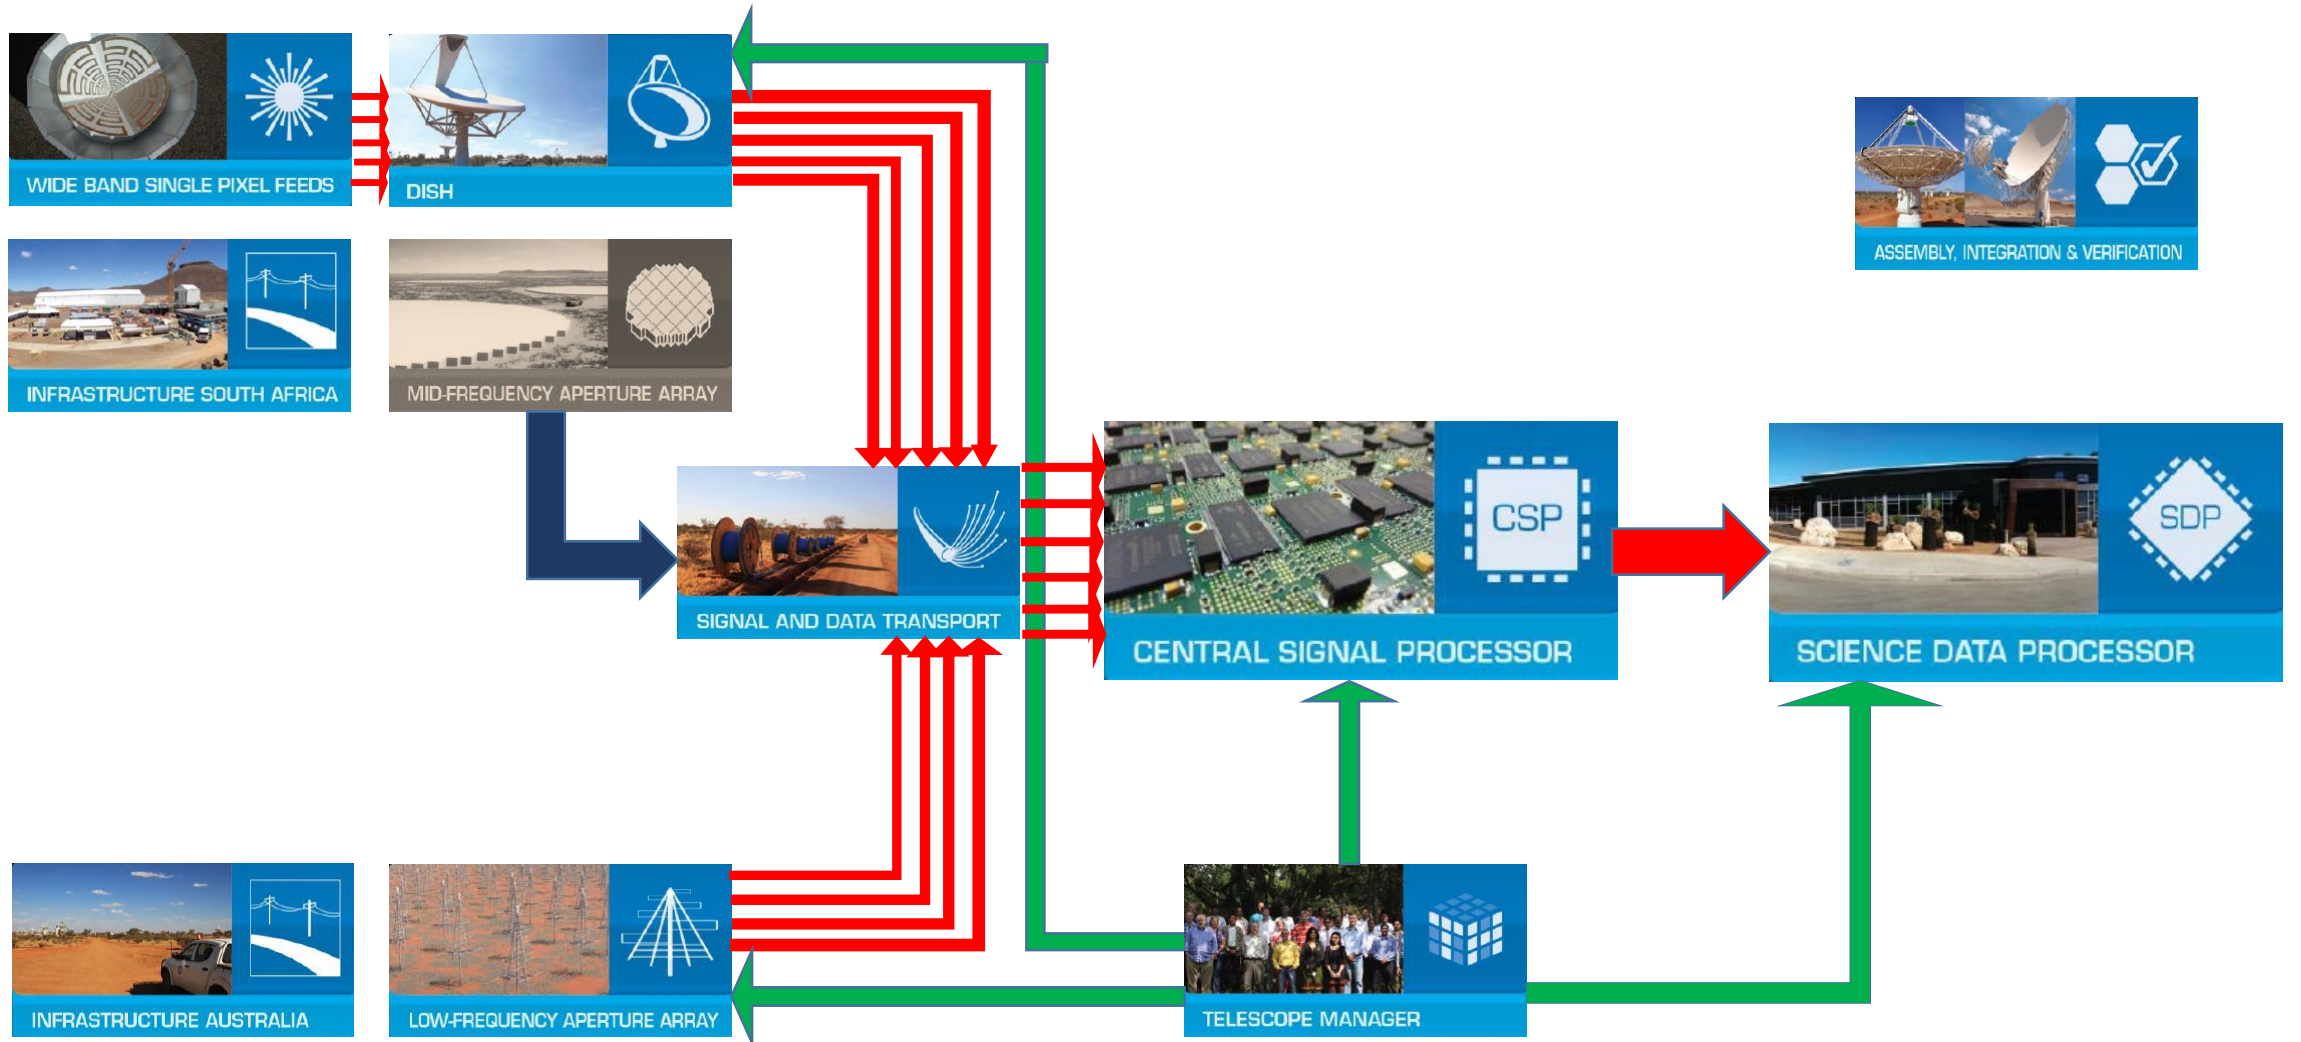 WIDE BAND SINGLE PIXEL FEEDS
DISH
ASSEMBLY, INTEGRATION & VERIFICATION
INFRASTRUCTURE SOUTH AFRICA
MID-FREQUENCY APERTURE ARRAY
CSP
SDP
SIGNAL AND DATA TRANSPORT
CENTRAL SIGNAL PROCESSOR
SCIENCE DATA PROCESSOR
INFRASTRUCTURE AUSTRALIA
LOW-FREQUENCY APERTURE ARRAY
TELESCOPE MANAGER